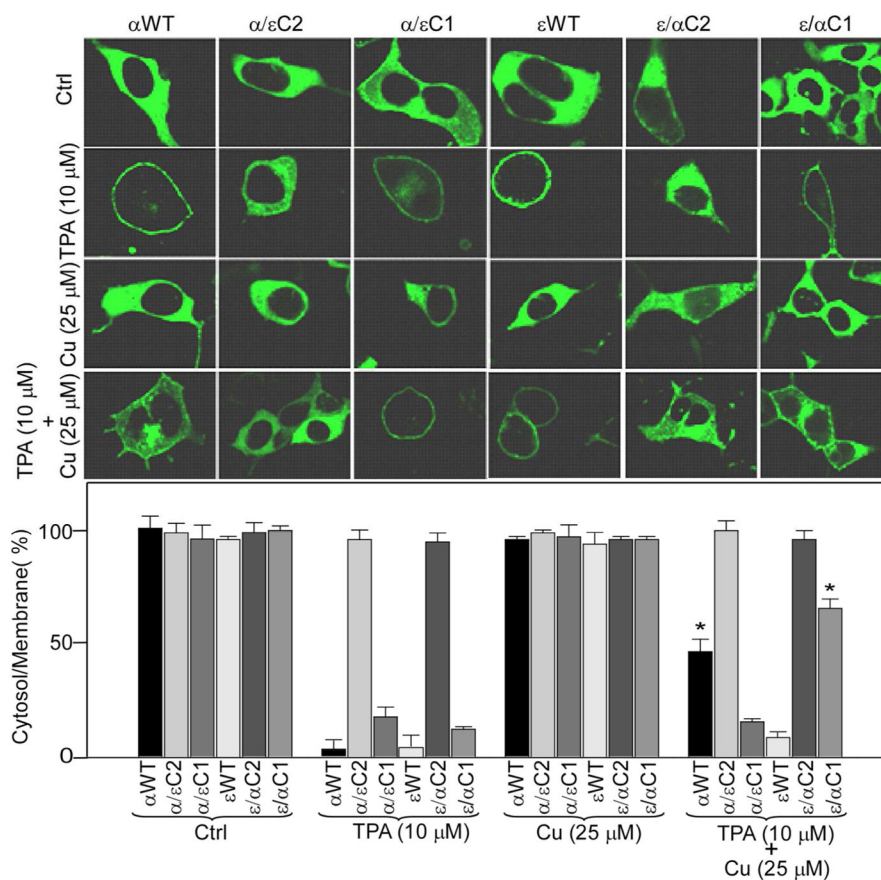 αWT α/εC2 α/εC1 εWT ε/αC2 ε/αC1
Ctrl
TPA (10 μM)
Cu (25 μM)
TPA (10 μM)
+
Cu (25 μM)
Cytosol/Membrane( %)
100
50
0
* *
αWT α/εC2 α/εC1 εWT ε/αC2 ε/αC1 αWT α/εC2 α/εC1 εWT ε/αC2 ε/αC1 αWT α/εC2 α/εC1 εWT ε/αC2 ε/αC1 αWT α/εC2 α/εC1 εWT ε/αC2 ε/αC1
Ctrl TPA (10 μM) Cu (25 μM) TPA (10 μM)
+
Cu (25 μM)